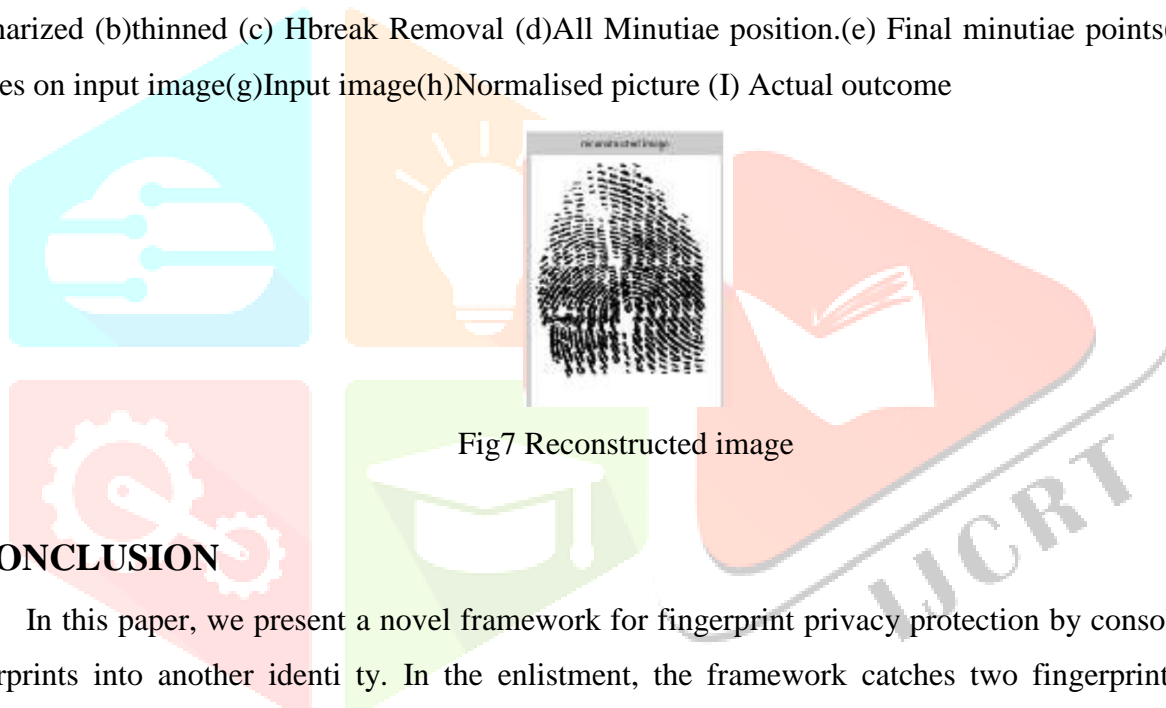 narized (b)thinned (c) Hbreak Removal (d)All Minutiae position.(e) Final minutiae points(
es on input image(g)Input image(h)Normalised picture (I) Actual outcome
reconstructed image
Fig7 Reconstructed image
ONCLUSION
In this paper, we present a novel framework for fingerprint privacy protection by conso
rprints into another identi ty. In the enlistment, the framework catches two fingerprint
IJCRT